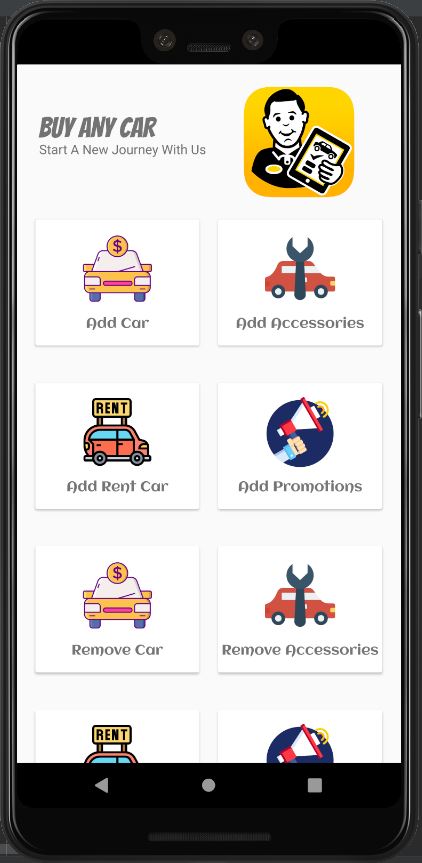 BUY ANY CAR
Start A New Journey With Us
$
Add Car
Add Accessories
RENT
Add Rent Car
Add Promotions
$
Remove Car
Remove Accessories
RENT